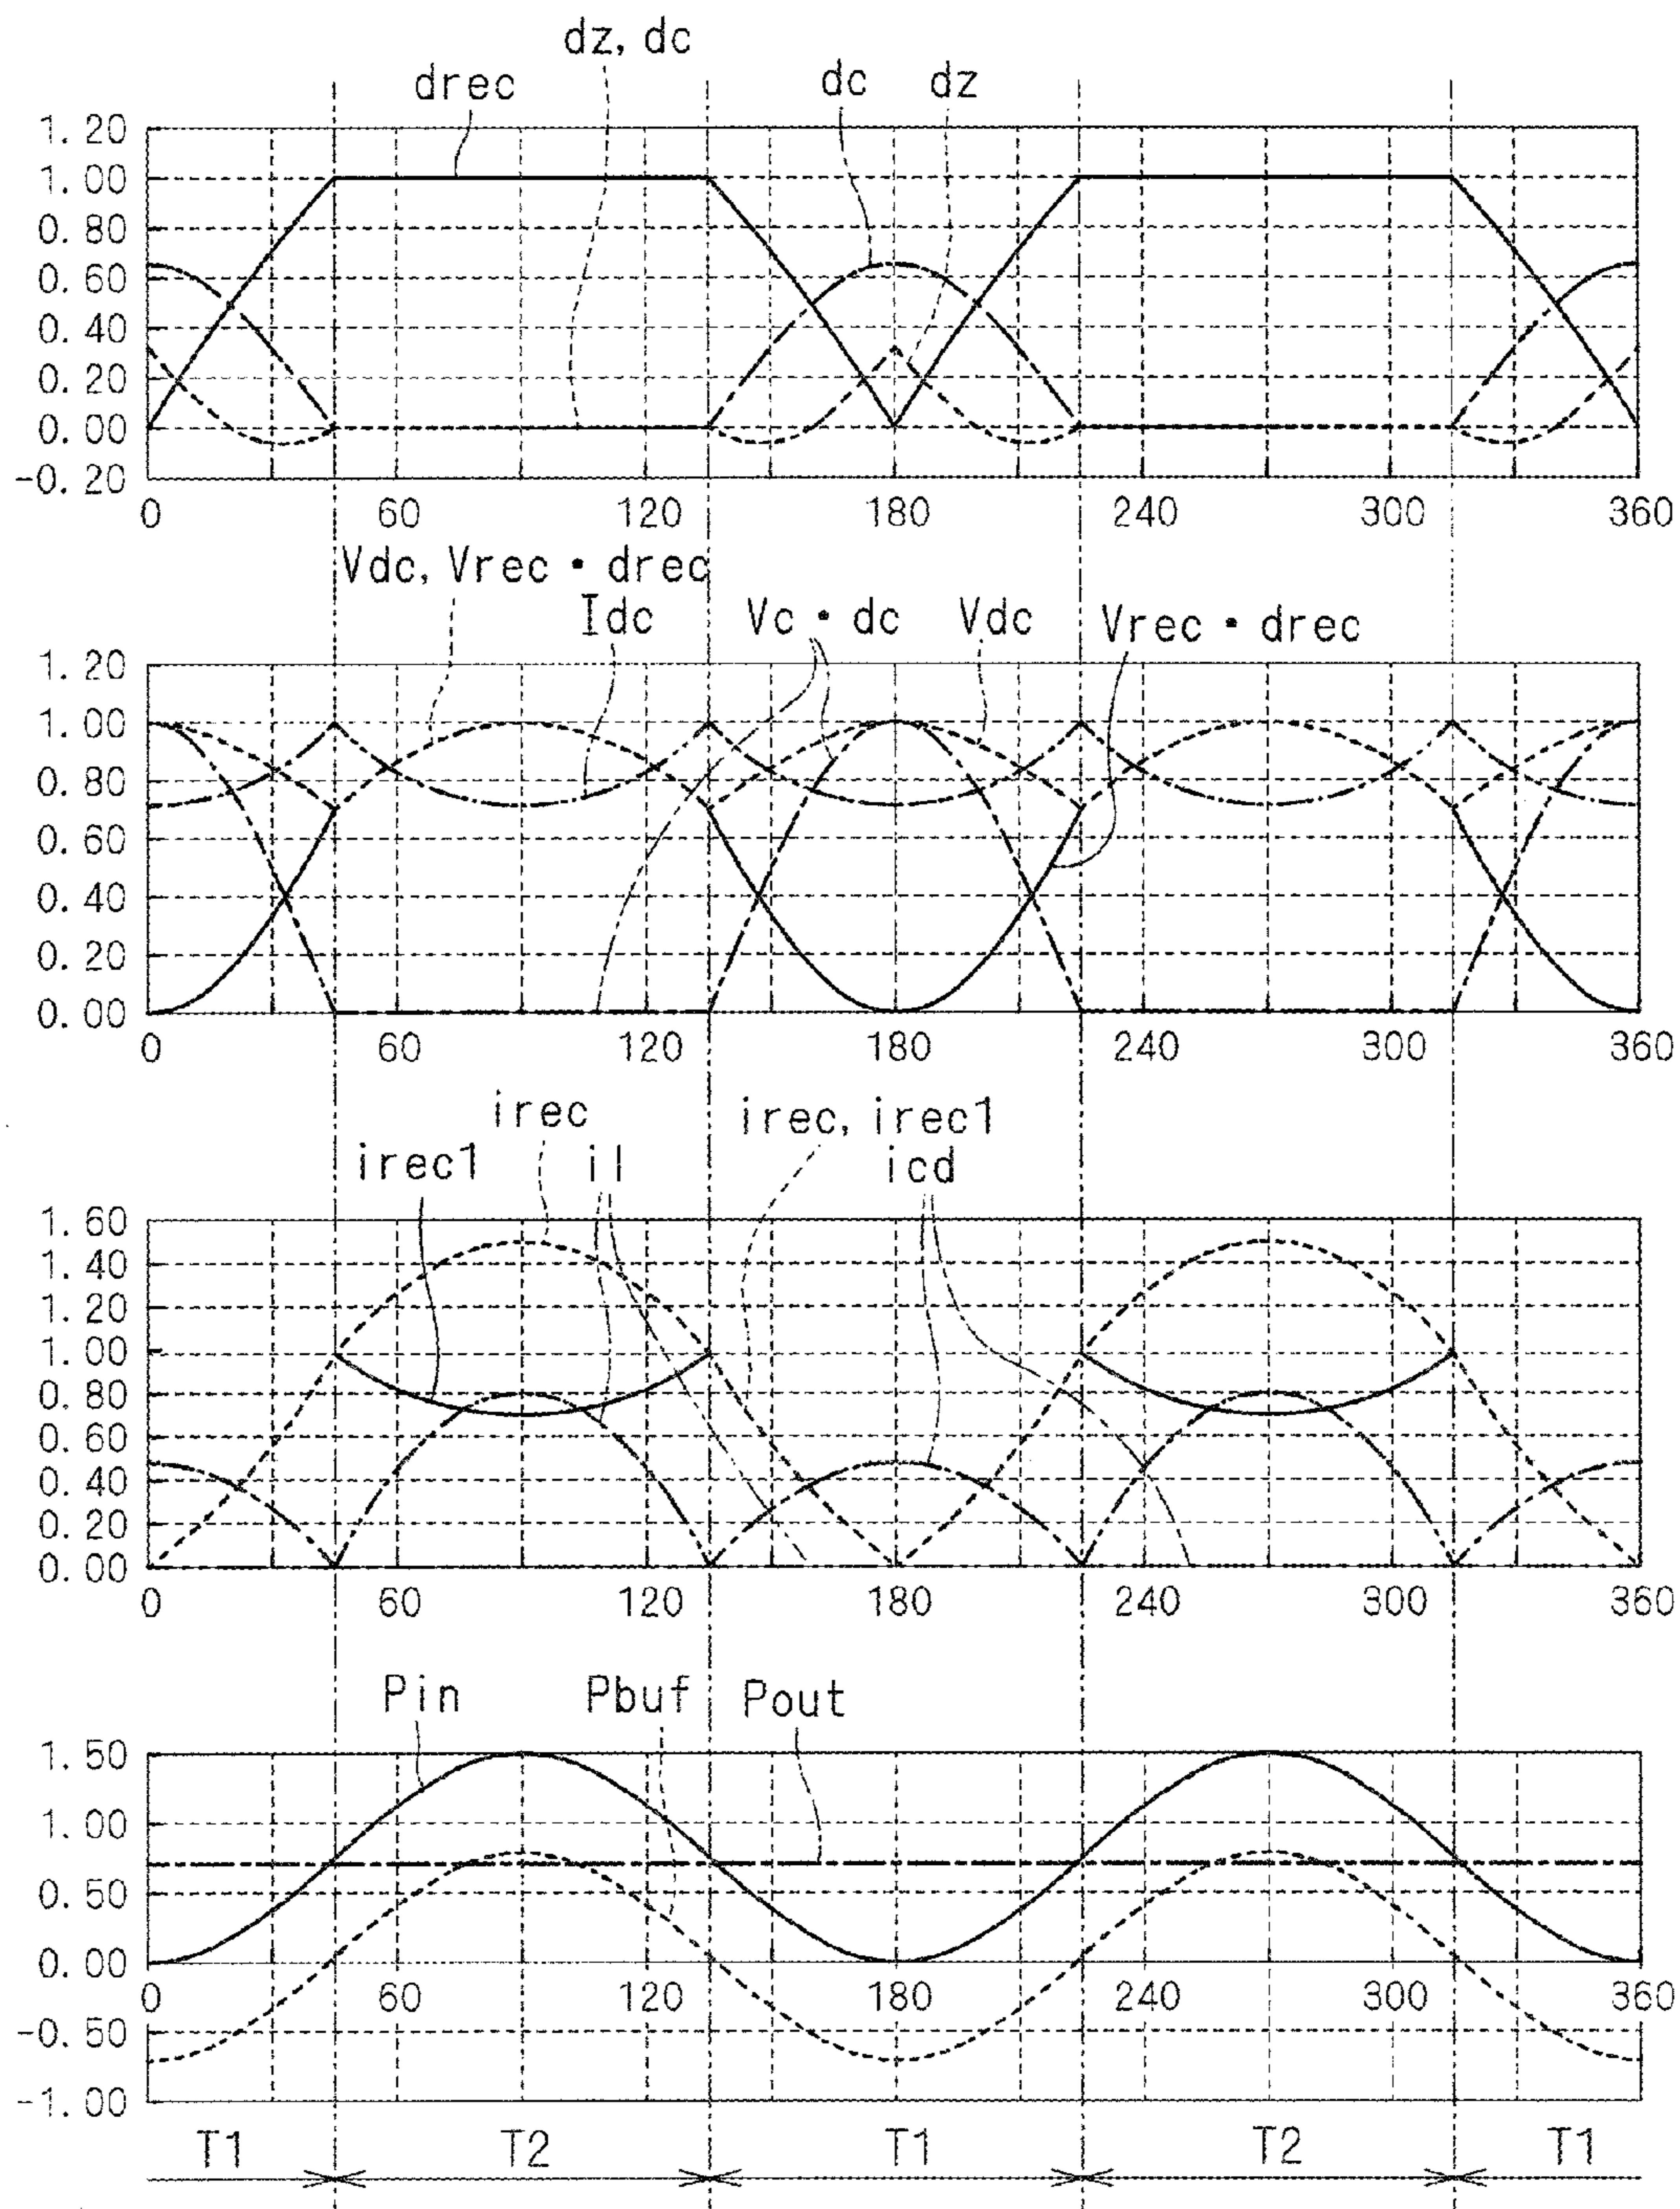 dz, dc
drec dc dz
1.20
1.00
0.80
0.60
0.40
0.20
0.00
-0.20
0 60 120 180 240 300 360
Vdc, Vrec・drec
Idc Vc・dc Vdc Vrec・drec
1.20
1.00
0.80
0.60
0.40
0.20
0.00
0 60 120 180 240 300 360
irec irec, irec1
irec1 il icd
1.60
1.40
1.20
1.00
0.80
0.60
0.40
0.20
0.00
0 60 120 180 240 300 360
Pin Pbuf Pout
1.50
1.00
0.50
0.00
0 60 120 180 240 300 360
-0.50
-1.00
T1 T2 T1 T2 T1